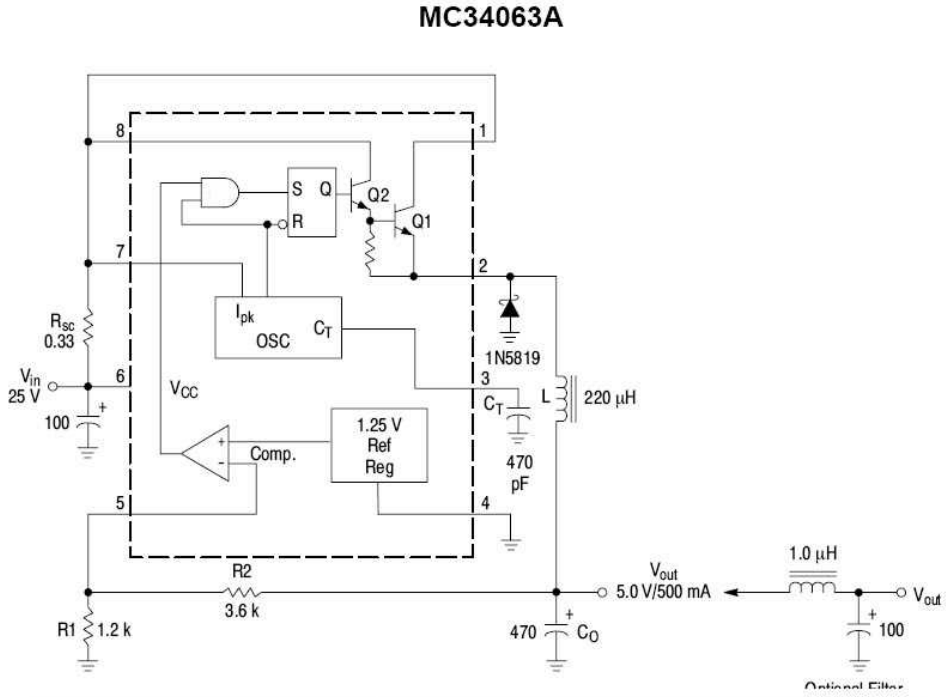 MC34063A
8
1
S Q
Q2
R
Q1
7
2
Ipk
CT
OSC
Rsc
0.33
1N5819
Vin
25 V
6
3
VCC
CT
L
220 µH
100
+
1.25 V
Ref
Reg
+
-
Comp.
470
pF
5
4
R2
3.6 k
1.0 µH
Vout
5.0 V/500 mA
Vout
R1
1.2 k
470
+
CO
+
100
Optional Filter